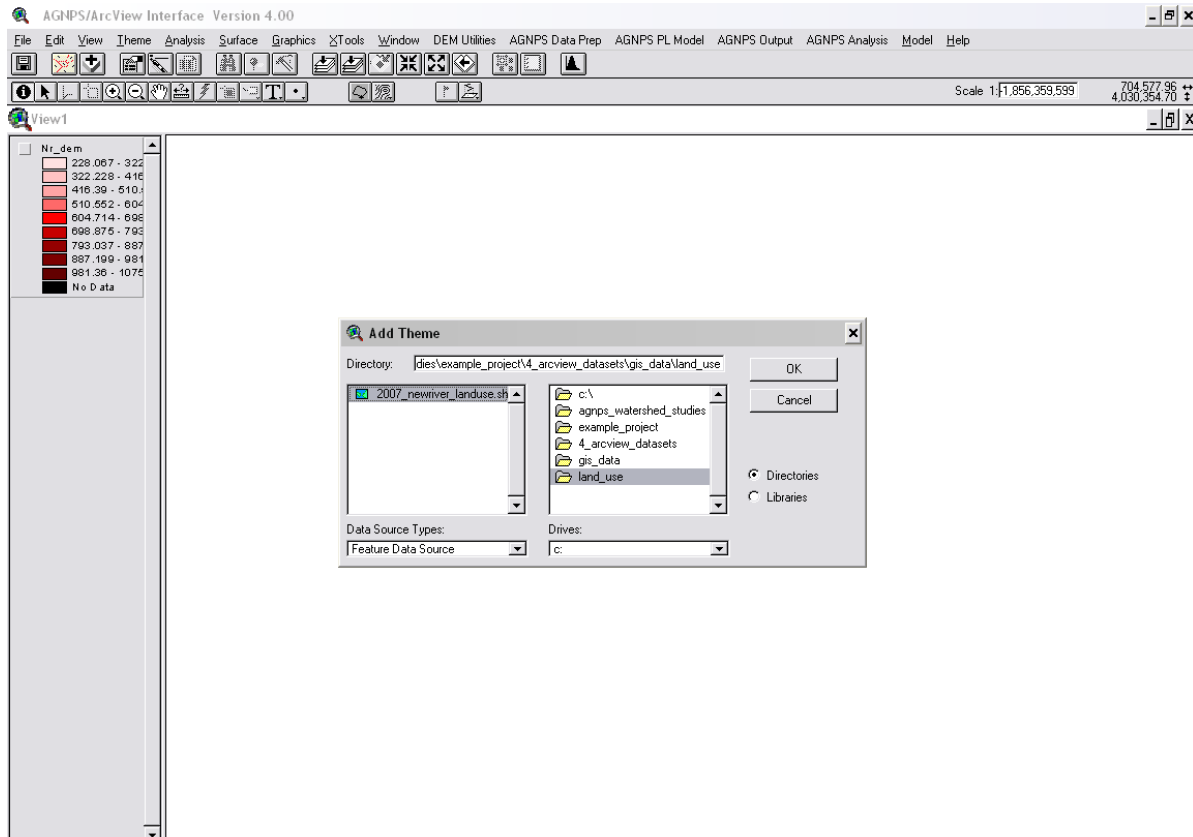 AGNPS/ArcView Interface Version 4.00
File Edit View Theme Analysis Surface Graphics XTools Window DEM Utilities AGNPS Data Prep AGNPS PL Model AGNPS Output AGNPS Analysis Model Help
Scale 1: -1,856,359,599
704,577.96
4,030,354.70
View1
Nr_dem
228.067 - 322
322.228 - 416
416.39 - 510.
510.552 - 604
604.714 - 698
698.875 - 793
793.037 - 887
887.199 - 981
981.36 - 1075
No Data
Add Theme
Directory: dies\example_project\4_arcview_datasets\gis_data\land_use
2007_newriver_landuse.sh
c:\
agnps_watershed_studies
example_project
4_arcview_datasets
gis_data
land_use
OK
Cancel
Directories
Libraries
Data Source Types:
Feature Data Source
Drives:
c: